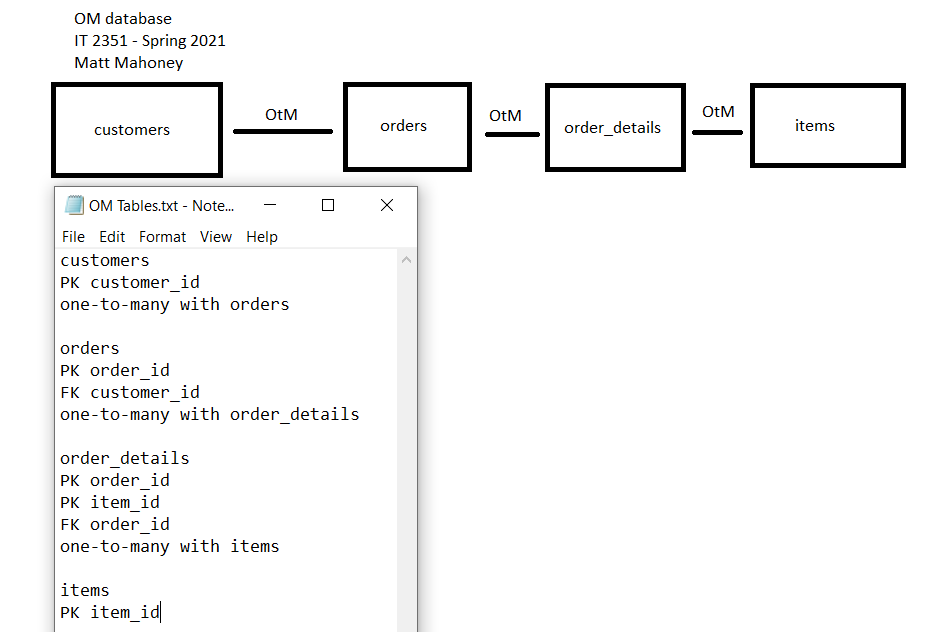 OM database
IT 2351 - Spring 2021
Matt Mahoney
customers
OtM
orders
OtM
order_details
OtM
items
OM Tables.txt - Note...
File Edit Format View Help
customers
PK customer_id
one-to-many with orders
orders
PK order_id
FK customer_id
one-to-many with order_details
order_details
PK order_id
PK item_id
FK order_id
one-to-many with items
items
PK item_id